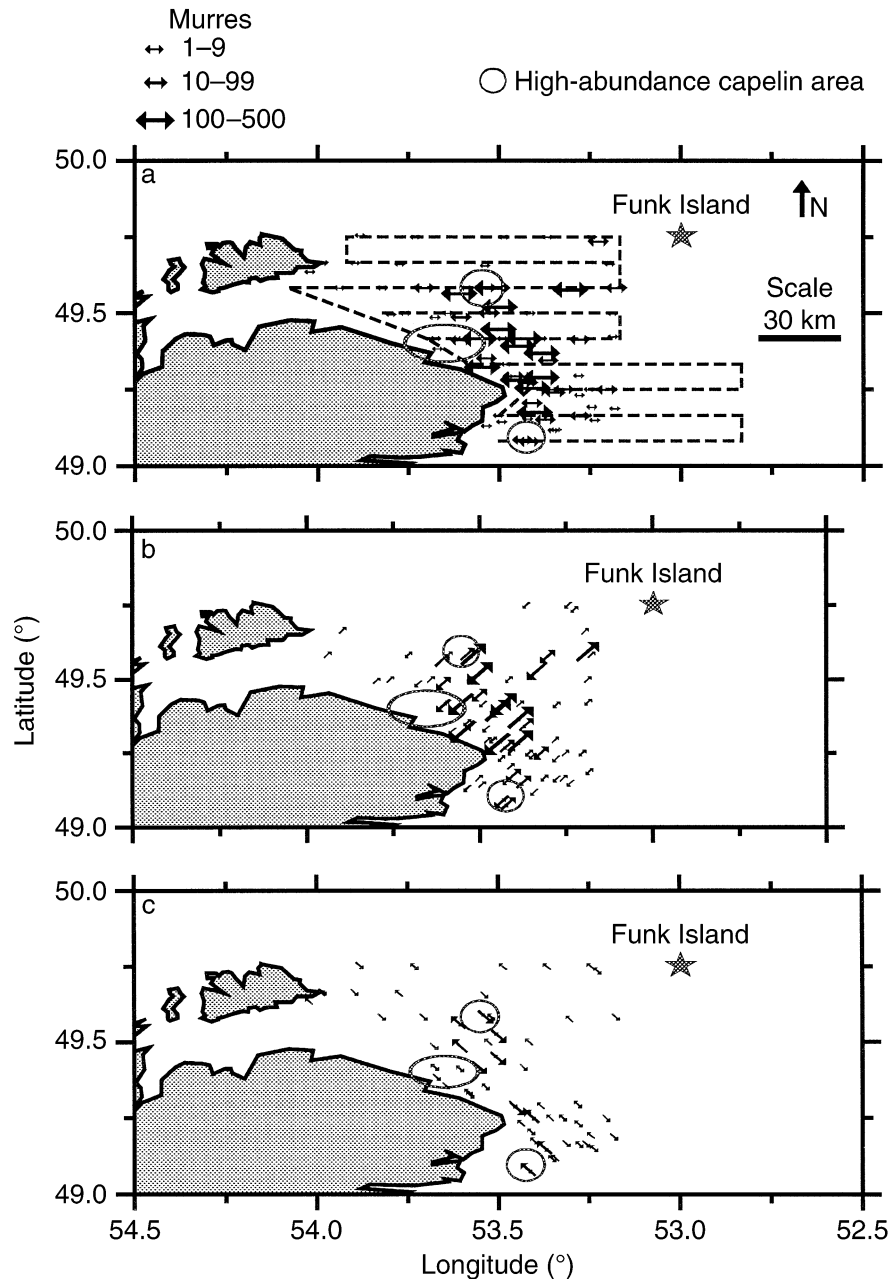 Murres
1–9
10–99
100–500
High-abundance capelin area
50.0
a
Funk Island
N
49.5
Scale
30 km
49.0
50.0
b
Funk Island
Latitude (°)
49.5
49.0
50.0
c
Funk Island
49.5
49.0
54.5 54.0 53.5 53.0 52.5
Longitude (°)